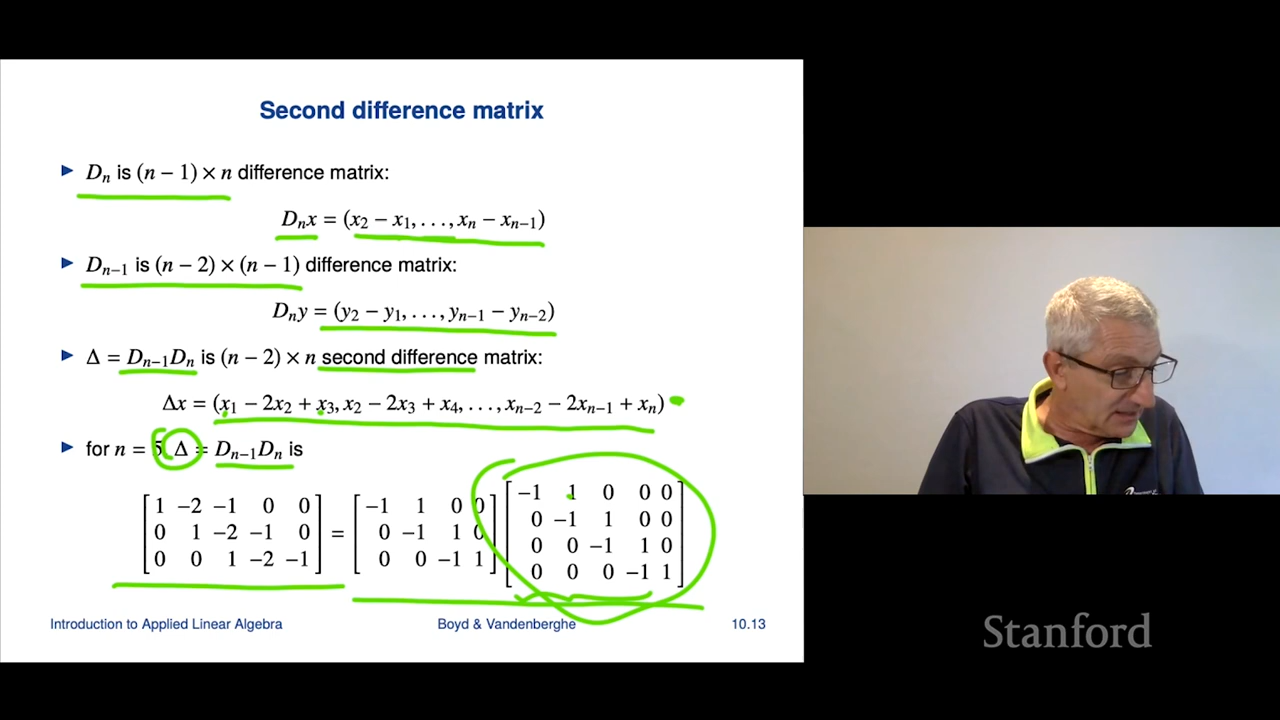 Second difference matrix
▶ Dₙ is (n − 1) × n difference matrix:
Dₙx = (x₂ − x₁, . . . , xₙ − xₙ₋₁)
▶ Dₙ₋₁ is (n − 2) × (n − 1) difference matrix:
Dₙy = (y₂ − y₁, . . . , yₙ₋₁ − yₙ₋₂)
▶ Δ = Dₙ₋₁Dₙ is (n − 2) × n second difference matrix:
Δx = (x₁ − 2x₂ + x₃, x₂ − 2x₃ + x₄, . . . , xₙ₋₂ − 2xₙ₋₁ + xₙ)
▶ for n = 5 Δ = Dₙ₋₁Dₙ is
−1 1 0 0 0
1 −2 −1 0 0 −1 1 0 0
0 −1 1 0 0
0 1 −2 −1 0 = 0 −1 1 0
0 0 −1 1 0
0 0 1 −2 −1 0 0 −1 1
0 0 0 −1 1
Introduction to Applied Linear Algebra Boyd & Vandenberghe 10.13
Stanford